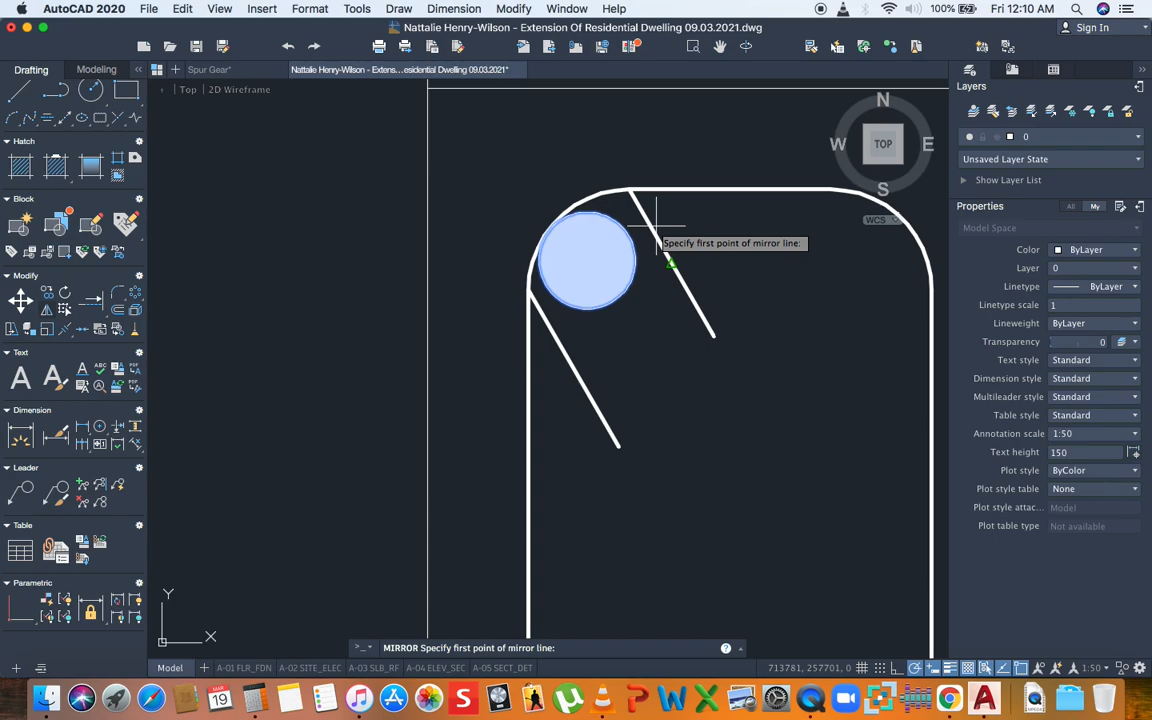 AutoCAD 2020 File Edit View Insert Format Tools Draw Dimension Modify Window Help 100% Fri 12:10 AM
Nattalie Henry-Wilson - Extension Of Residential Dwelling 09.03.2021*.dwg
Sign In
Drafting Modeling Spur Gear* Nattalie Henry-Wilson - Extens...esidential Dwelling 09.03.2021*
Layers
Top 2D Wireframe
N
W TOP E
S
WCS
0
Unsaved Layer State
Show Layer List
Hatch
Block
Modify
Text
Dimension
Leader
Table
Parametric
Specify first point of mirror line:
Properties All My
Model Space
Color ByLayer
Layer 0
Linetype ByLayer
Linetype scale 1
Lineweight ByLayer
Transparency 0
Text style Standard
Dimension style Standard
Multileader style Standard
Table style Standard
Annotation scale 1:50
Text height 150
Plot style ByColor
Plot style table None
Plot style attac... Model
Plot table type Not available
Y
X
>_ MIRROR Specify first point of mirror line: ?
Model A-01 FLR_FDN A-02 SITE_ELEC A-03 SLB_RF A-04 ELEV_SEC A-05 SECT_DET 713781, 257701, 0 1:50